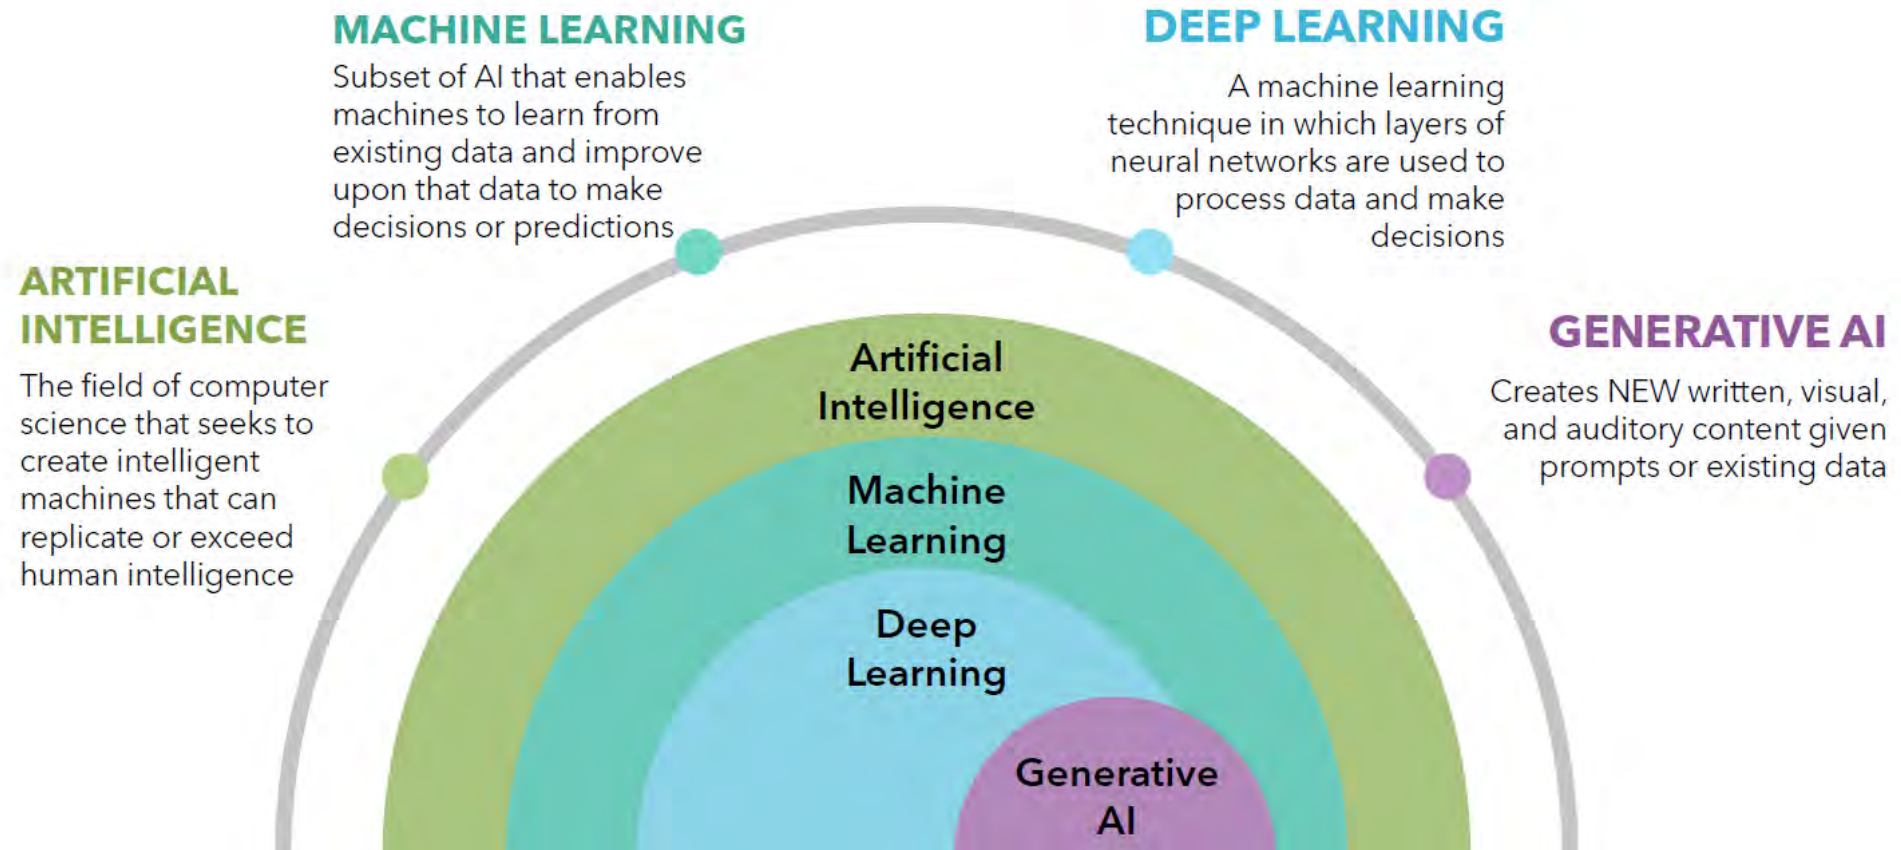 MACHINE LEARNING
Subset of AI that enables
machines to learn from
existing data and improve
upon that data to make
decisions or predictions
DEEP LEARNING
A machine learning
technique in which layers of
neural networks are used to
process data and make
decisions
ARTIFICIAL
INTELLIGENCE
The field of computer
science that seeks to
create intelligent
machines that can
replicate or exceed
human intelligence
GENERATIVE AI
Creates NEW written, visual,
and auditory content given
prompts or existing data
Artificial
Intelligence
Machine
Learning
Deep
Learning
Generative
AI